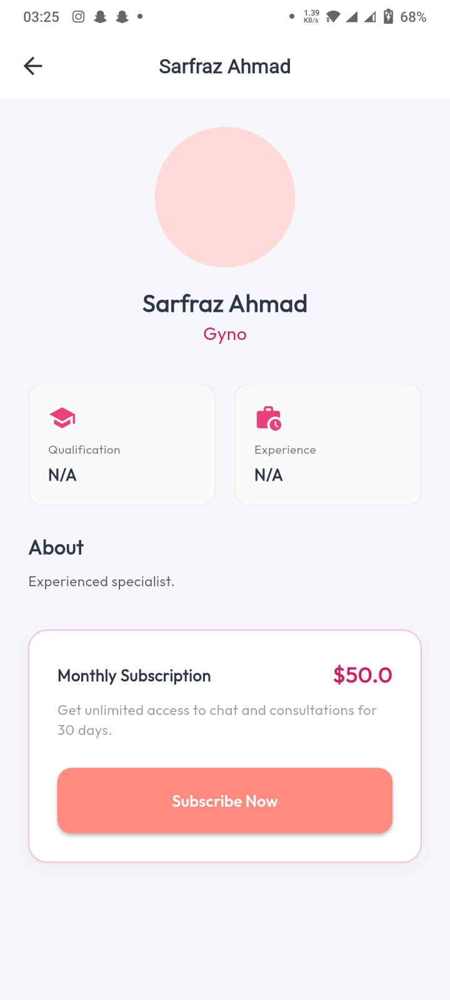 03:25
1.39
KB/s
68%
Sarfraz Ahmad
Sarfraz Ahmad
Gyno
Qualification
N/A
Experience
N/A
About
Experienced specialist.
Monthly Subscription
$50.0
Get unlimited access to chat and consultations for
30 days.
Subscribe Now